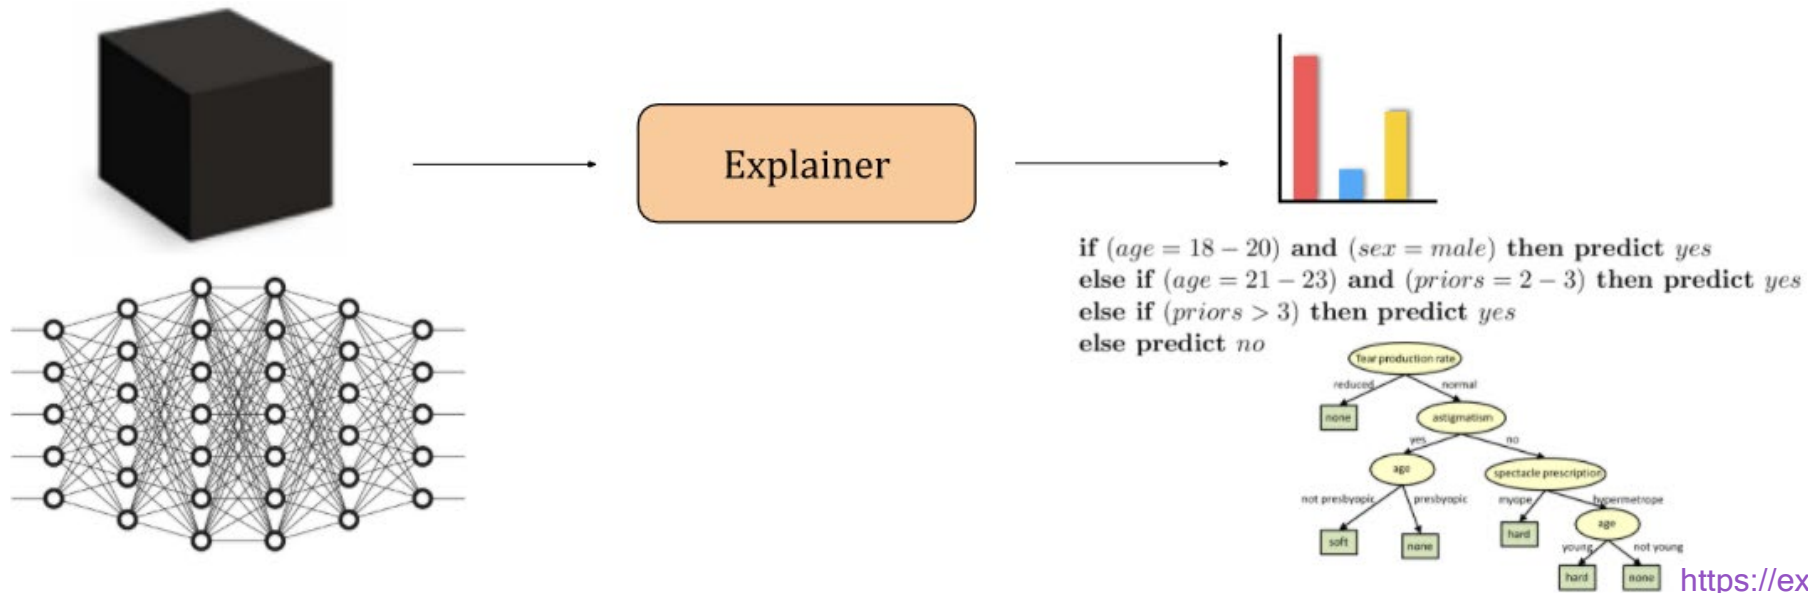 Explainer
if (age = 18 − 20) and (sex = male) then predict yes
else if (age = 21 − 23) and (priors = 2 − 3) then predict yes
else if (priors > 3) then predict yes
else predict no
Tear production rate
reduced normal
none astigmatism
yes no
age spectacle prescription
not presbyopic presbyopic myope hypermetrope
soft none hard age
young not young
hard none
https://ex